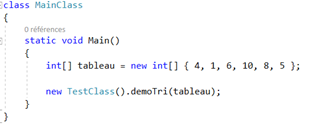 class MainClass
{
0 références
static void Main()
{
int[] tableau = new int[] { 4, 1, 6, 10, 8, 5 };
new TestClass().demoTri(tableau);
}
}